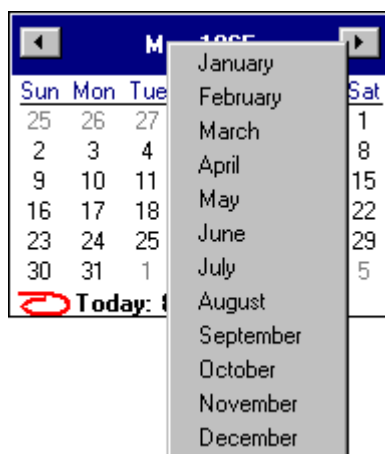 Sun Mon Tue Sat
25 26 27 1
2 3 4 8
9 10 11 15
16 17 18 22
23 24 25 29
30 31 1 5
Today:
January
February
March
April
May
June
July
August
September
October
November
December